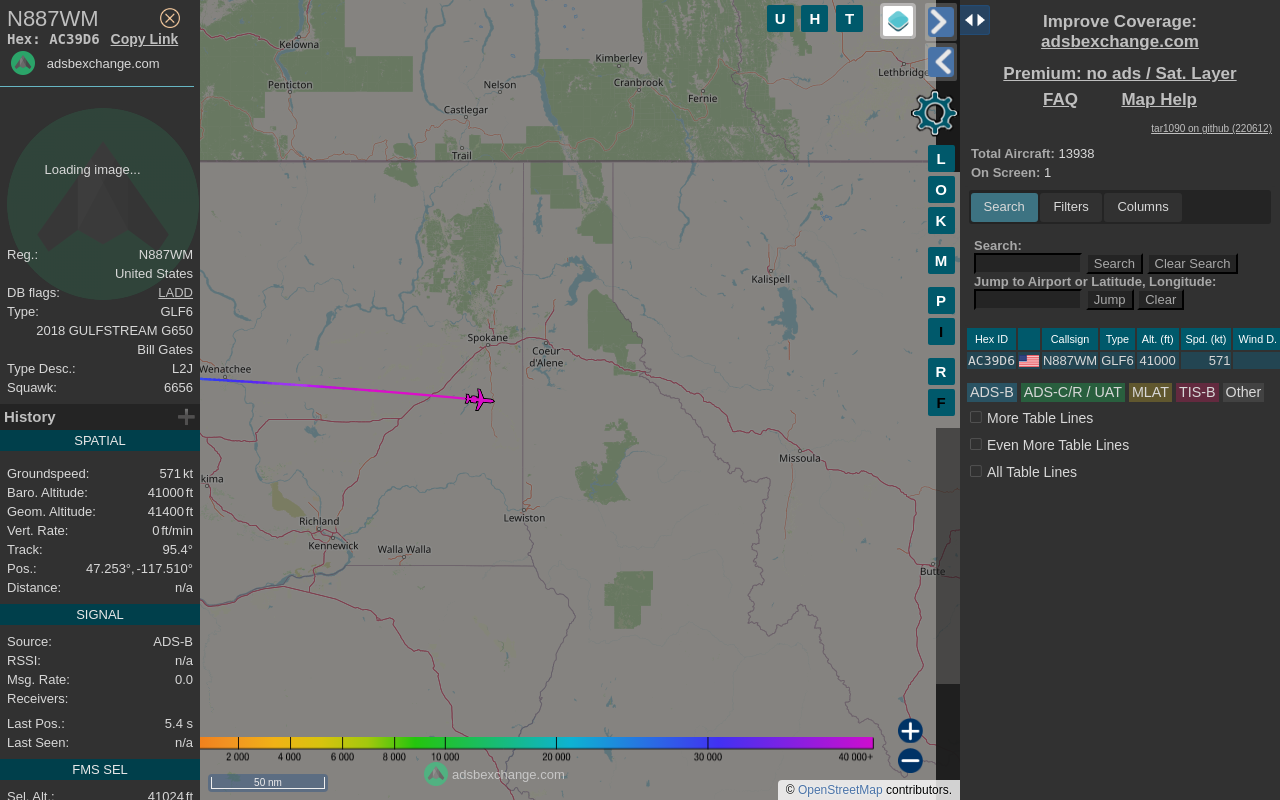 N887WM
Hex: AC39D6 Copy Link
adsbexchange.com
Loading image...
Reg.: N887WM
United States
DB flags: LADD
Type: GLF6
2018 GULFSTREAM G650
Bill Gates
Type Desc.: L2J
Squawk: 6656
History
SPATIAL
Groundspeed: 571 kt
Baro. Altitude: 41000 ft
Geom. Altitude: 41400 ft
Vert. Rate: 0 ft/min
Track: 95.4°
Pos.: 47.253°, -117.510°
Distance: n/a
SIGNAL
Source: ADS-B
RSSI: n/a
Msg. Rate: 0.0
Receivers:
Last Pos.: 5.4 s
Last Seen: n/a
FMS SEL
Sel. Alt.: 41024 ft
Kelowna
Penticton
Nelson
Castlegar
Trail
Kimberley
Cranbrook
Fernie
Lethbridge
Kalispell
Spokane
Coeur
d'Alene
Wenatchee
kima
Missoula
Richland
Kennewick
Walla Walla
Lewiston
Butte
U H T
L
O
K
M
P
I
R
F
2 000 4 000 6 000 8 000 10 000 20 000 30 000 40 000+
50 nm
adsbexchange.com
© OpenStreetMap contributors.
Improve Coverage:
adsbexchange.com
Premium: no ads / Sat. Layer
FAQ Map Help
tar1090 on github (220612)
Total Aircraft: 13938
On Screen: 1
Search Filters Columns
Search:
Search Clear Search
Jump to Airport or Latitude, Longitude:
Jump Clear
Hex ID Callsign Type Alt. (ft) Spd. (kt) Wind D.
AC39D6 N887WM GLF6 41000 571
ADS-B ADS-C/R / UAT MLAT TIS-B Other
More Table Lines
Even More Table Lines
All Table Lines